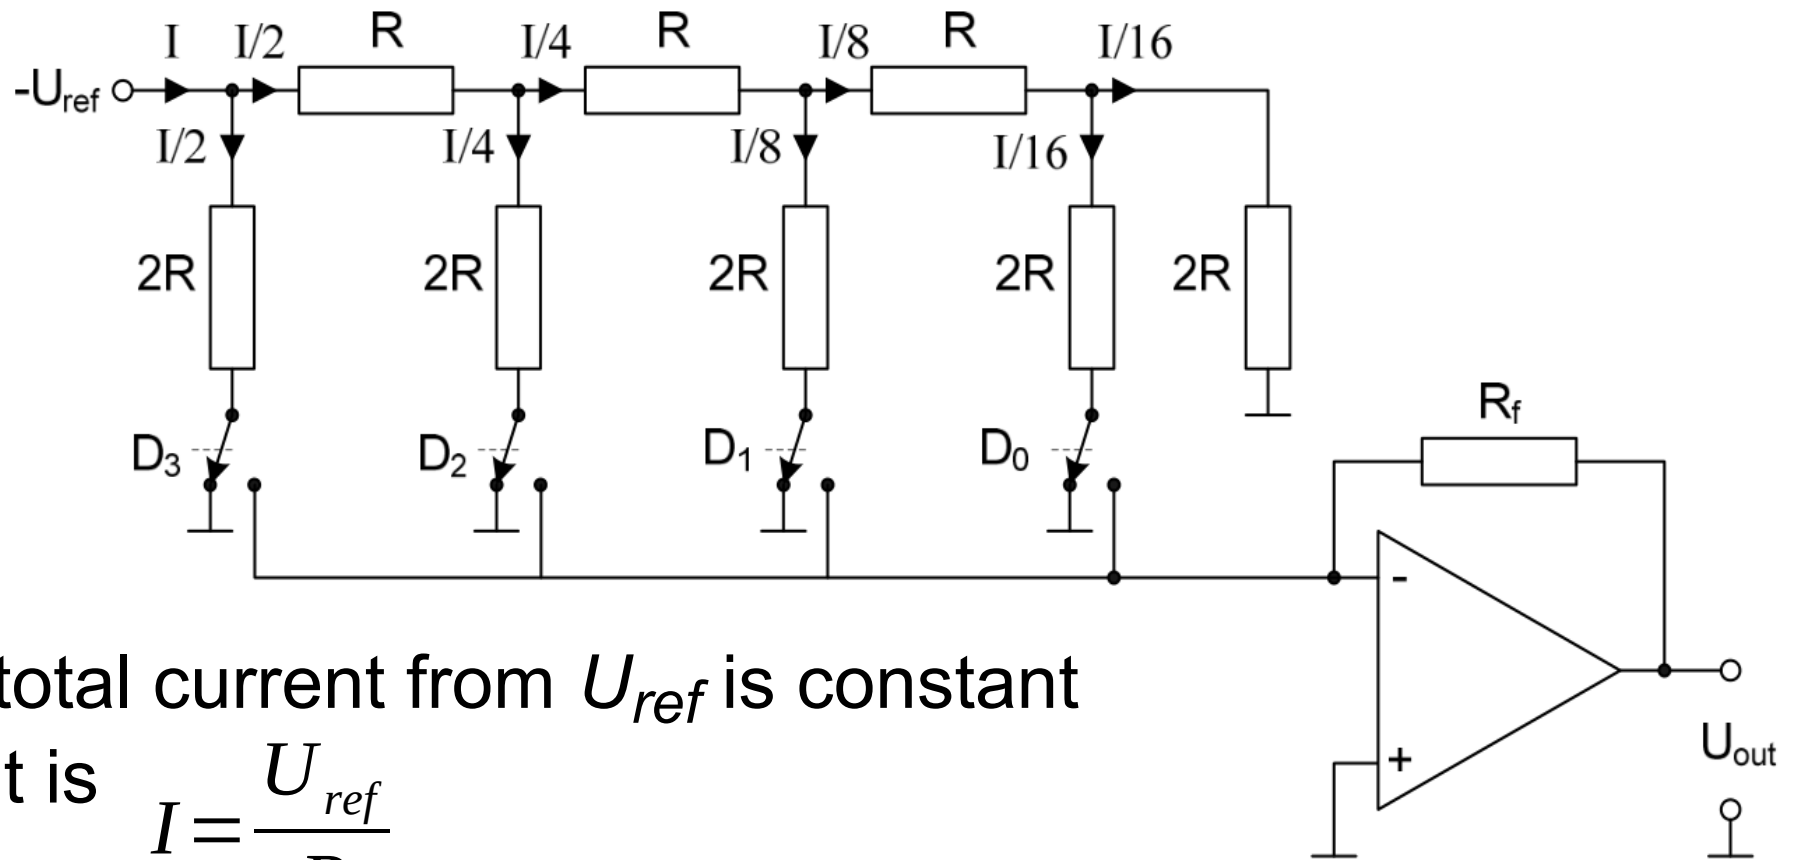 I I/2 R I/4 R I/8 R I/16
-Uref
I/2 I/4 I/8 I/16
2R 2R 2R 2R 2R
Rf
D3 D2 D1 D0
-
total current from Uref is constant
+ Uout
t is I = Uref